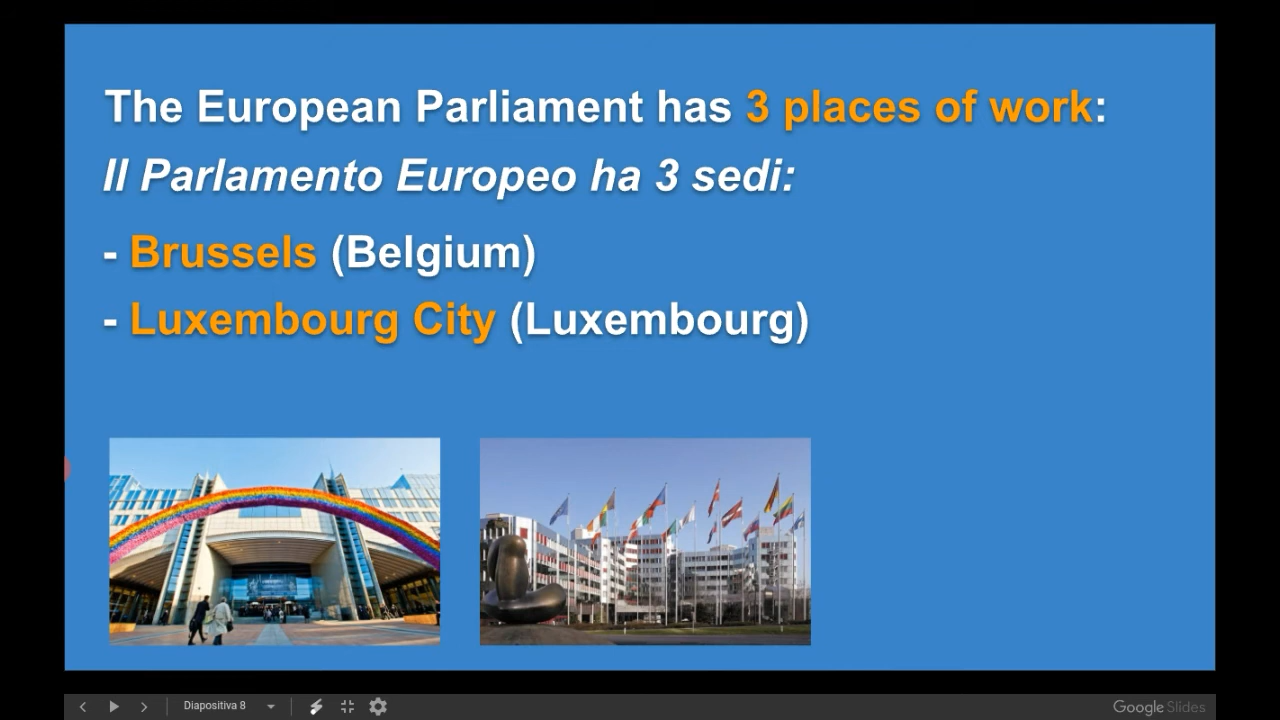 The European Parliament has 3 places of work:
Il Parlamento Europeo ha 3 sedi:
- Brussels (Belgium)
- Luxembourg City (Luxembourg)
Diapositiva 8
Google Slides